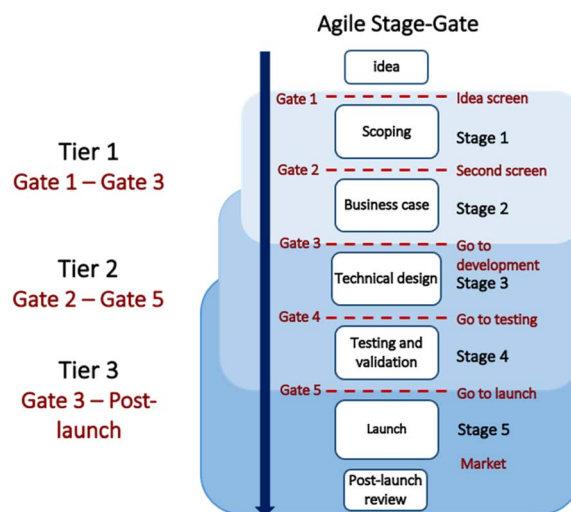 Agile Stage-Gate
idea
Gate 1
Idea screen
Scoping
Stage 1
Tier 1
Gate 1 – Gate 3
Gate 2
Second screen
Business case
Stage 2
Gate 3
Go to
development
Tier 2
Gate 2 – Gate 5
Technical design
Stage 3
Gate 4
Go to testing
Testing and
validation
Stage 4
Tier 3
Gate 3 – Post-
launch
Gate 5
Go to launch
Launch
Stage 5
Market
Post-launch
review